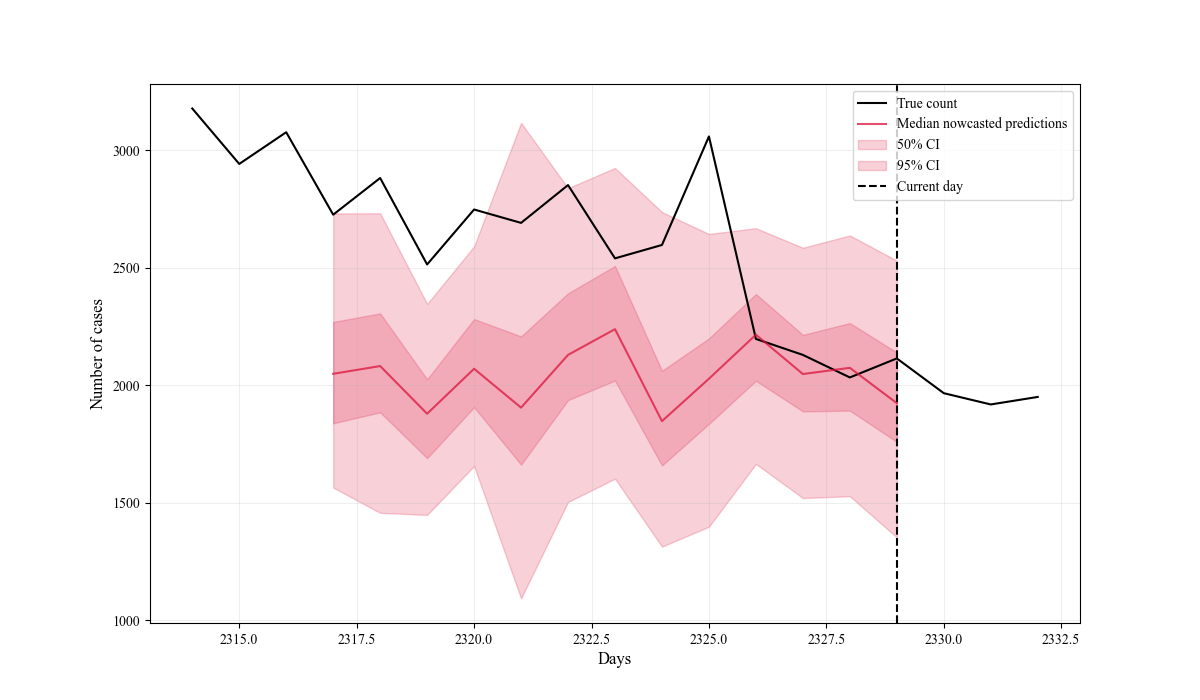 True count
Median nowcasted predictions
50% CI
95% CI
Current day
3000
2500
2000
1500
1000
Number of cases
2315.0 2317.5 2320.0 2322.5 2325.0 2327.5 2330.0 2332.5
Days